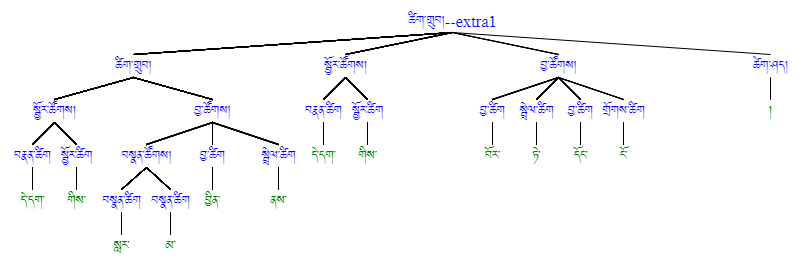 ཚིག་གྲུབ།--extra1
ཚིག་གྲུབ། སྦྱོར་ཚོགས། བྱ་ཚོགས། ཚེག་ཤད།
སྦྱོར་ཚོགས། བྱ་ཚོགས། བརྣན་ཚིག སྦྱོར་ཚིག བྱ་ཚིག སྦྲེལ་ཚིག བྱ་ཚིག གྲོགས་ཚིག །
བརྣན་ཚིག སྦྱོར་ཚིག བསྣན་ཚོགས། བྱ་ཚིག སྦྲེལ་ཚིག དེ་དག་ གིས་ བོར་ ཏེ་ དོང་ ངོ་
དེ་དག་ གིས་ བསྣན་ཚིག བསྣན་ཚིག བྱིན་ ནས་
སླར་ མ་